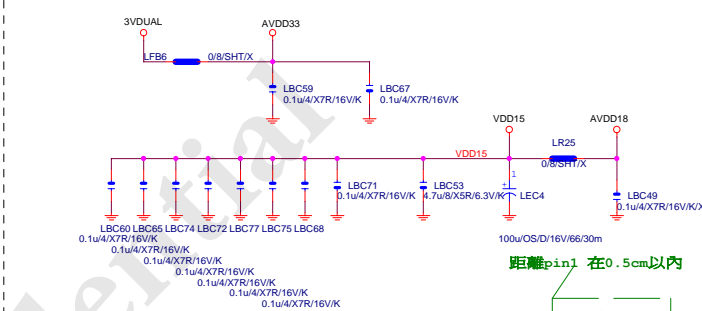 3VDUAL
AVDD33
LFB6
0/8/SHT/X
LBC59
0.1u/4/X7R/16V/K
LBC67
0.1u/4/X7R/16V/K
VDD15
AVDD18
LR25
0/8/SHT/X
VDD15
LBC71
0.1u/4/X7R/16V/K
LBC53
4.7u/8/X5R/6.3V/K
1
+
LEC4
LBC49
0.1u/4/X7R/16V/K/X
LBC60 LBC65 LBC74 LBC72 LBC77 LBC75 LBC68
0.1u/4/X7R/16V/K
0.1u/4/X7R/16V/K
0.1u/4/X7R/16V/K
0.1u/4/X7R/16V/K
0.1u/4/X7R/16V/K
0.1u/4/X7R/16V/K
0.1u/4/X7R/16V/K
100u/OS/D/16V/66/30m
距離pin1 在0.5cm以內
ential